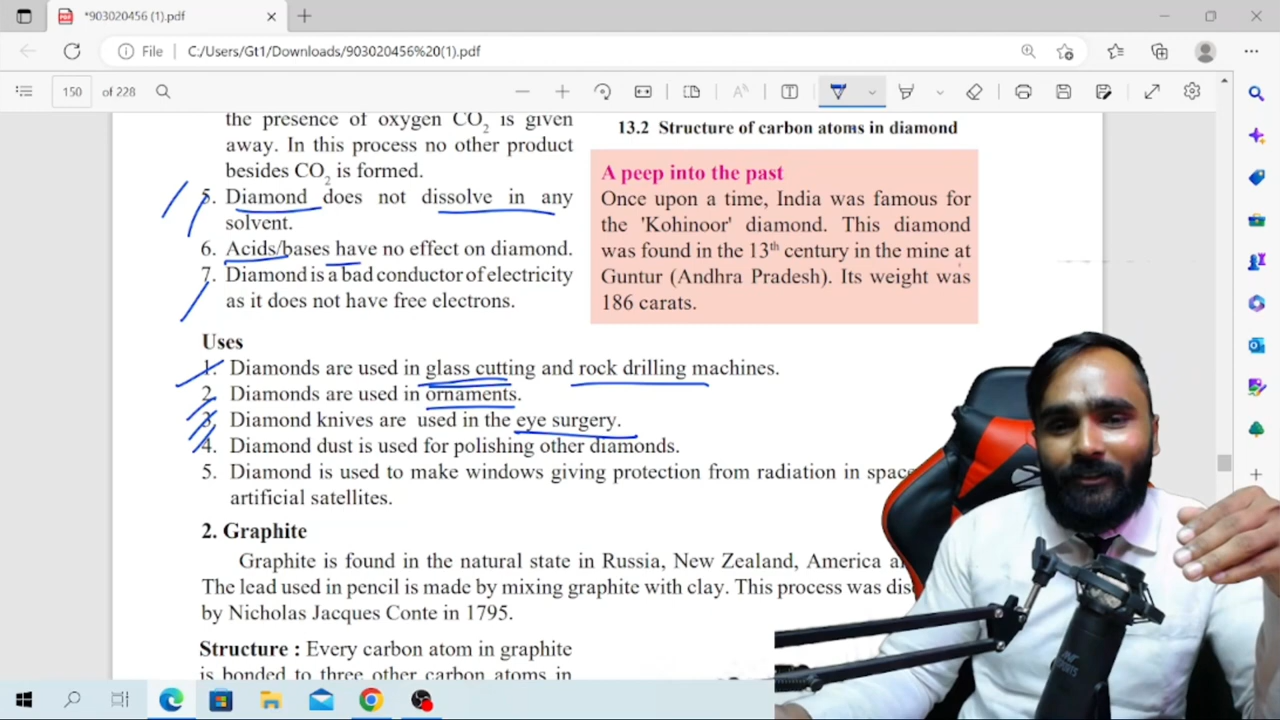 *903020456 (1).pdf
File
C:/Users/Gt1/Downloads/903020456%20(1).pdf
150 of 228
the presence of oxygen CO₂ is given
away. In this process no other product
besides CO₂ is formed.
5. Diamond does not dissolve in any
solvent.
6. Acids/bases have no effect on diamond.
7. Diamond is a bad conductor of electricity
as it does not have free electrons.
13.2 Structure of carbon atoms in diamond
A peep into the past
Once upon a time, India was famous for
the 'Kohinoor' diamond. This diamond
was found in the 13th century in the mine at
Guntur (Andhra Pradesh). Its weight was
186 carats.
Uses
1. Diamonds are used in glass cutting and rock drilling machines.
2. Diamonds are used in ornaments.
3. Diamond knives are used in the eye surgery.
4. Diamond dust is used for polishing other diamonds.
5. Diamond is used to make windows giving protection from radiation in space
artificial satellites.
2. Graphite
Graphite is found in the natural state in Russia, New Zealand, America
The lead used in pencil is made by mixing graphite with clay. This process was
by Nicholas Jacques Conte in 1795.
Structure : Every carbon atom in graphite
is bonded to three other carbon atoms in